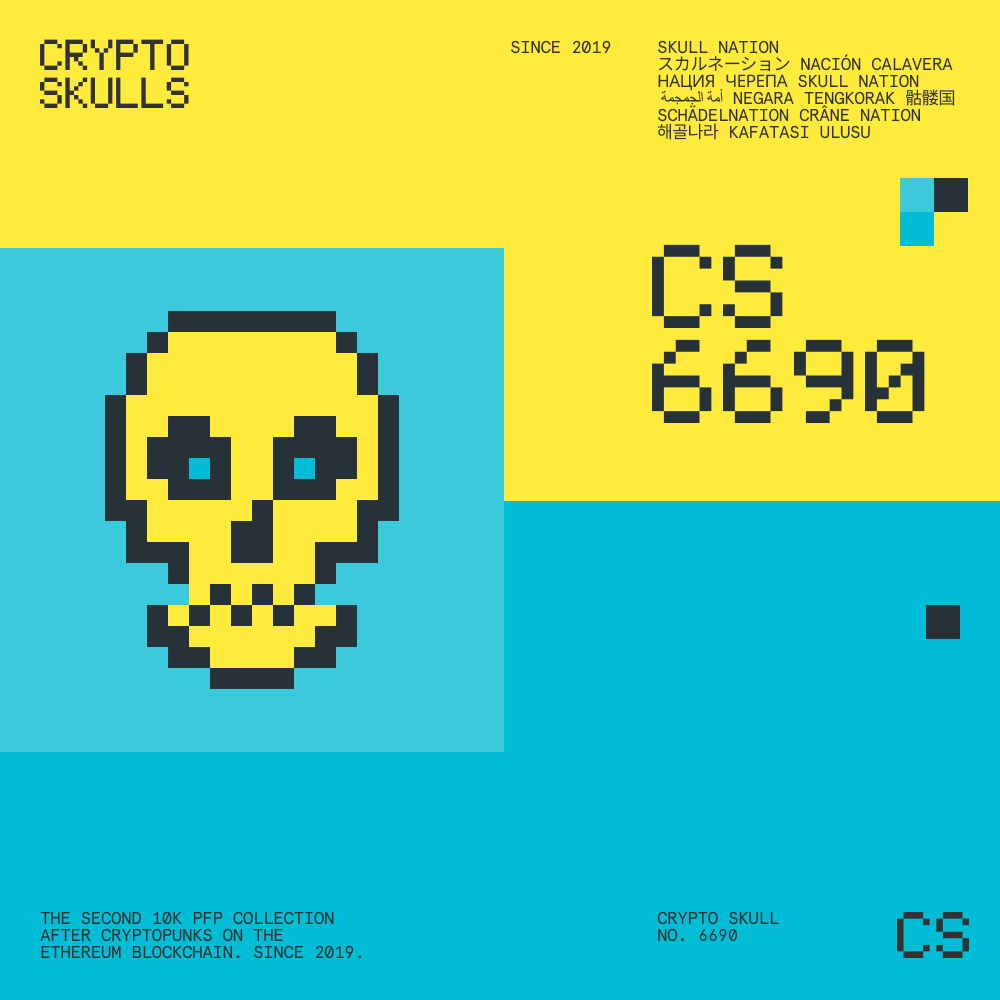 CRYPTO
SKULLS
SINCE 2019
SKULL NATION
スカルネーション NACIÓN CALAVERA
НАЦИЯ ЧЕРЕПА SKULL NATION
أمة الجمجمة NEGARA TENGKORAK 骷髅国
SCHÄDELNATION CRÂNE NATION
해골나라 KAFATASI ULUSU
CS
6690
THE SECOND 10K PFP COLLECTION
AFTER CRYPTOPUNKS ON THE
ETHEREUM BLOCKCHAIN. SINCE 2019.
CRYPTO SKULL
NO. 6690
CS